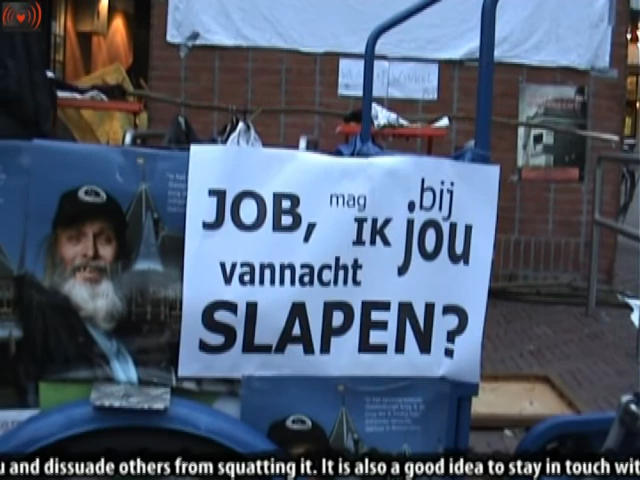 JOB, mag IK bij jou
vannacht
SLAPEN?
u and dissuade others from squatting it. It is also a good idea to stay in touch wit